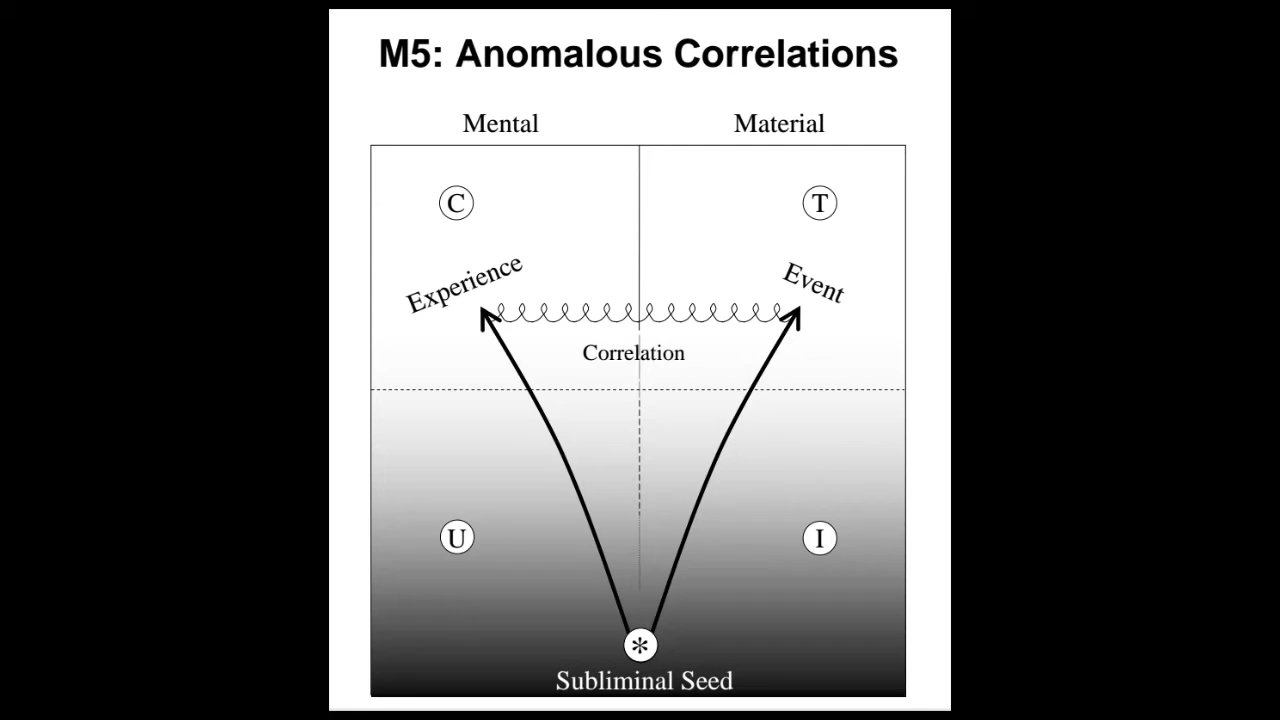 M5: Anomalous Correlations
Mental Material
C T
Experience Event
Correlation
U I
*
Subliminal Seed